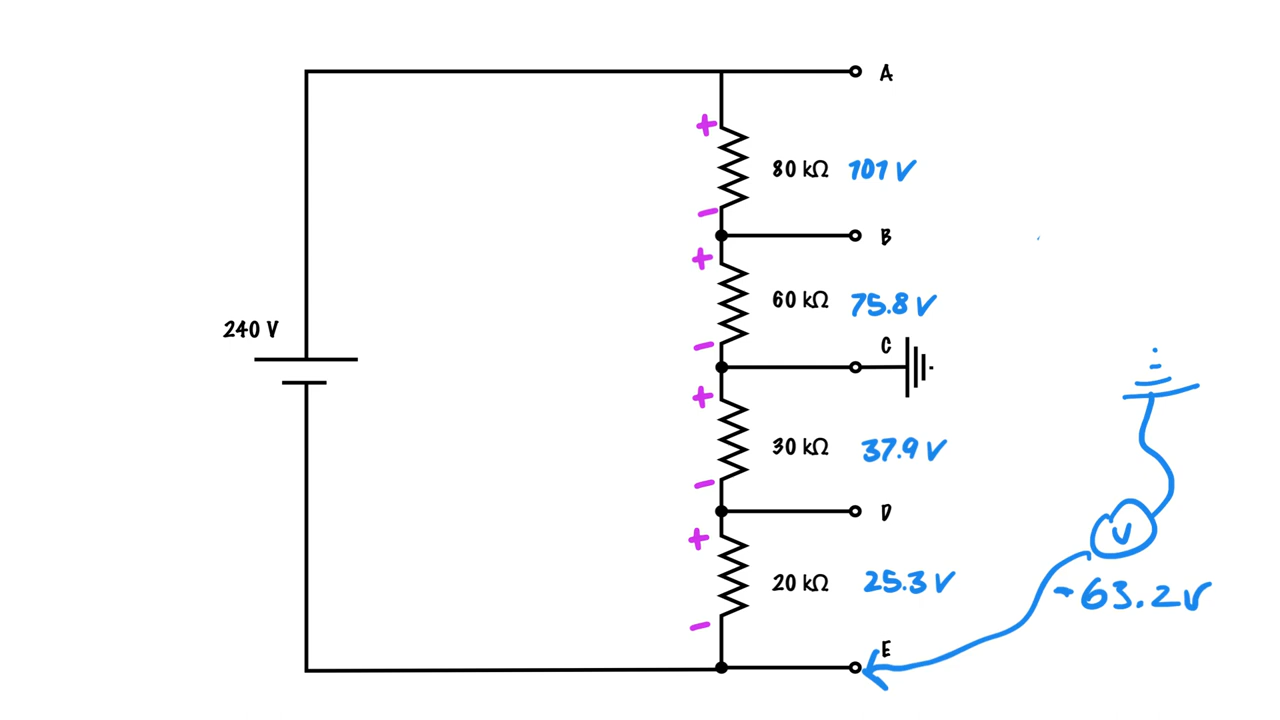 A
+
80 kΩ 101 V
−
B
+
60 kΩ 75.8 V
240 V
−
C
+
30 kΩ 37.9 V
−
D
V
+
20 kΩ 25.3 V
-63.2V
−
E